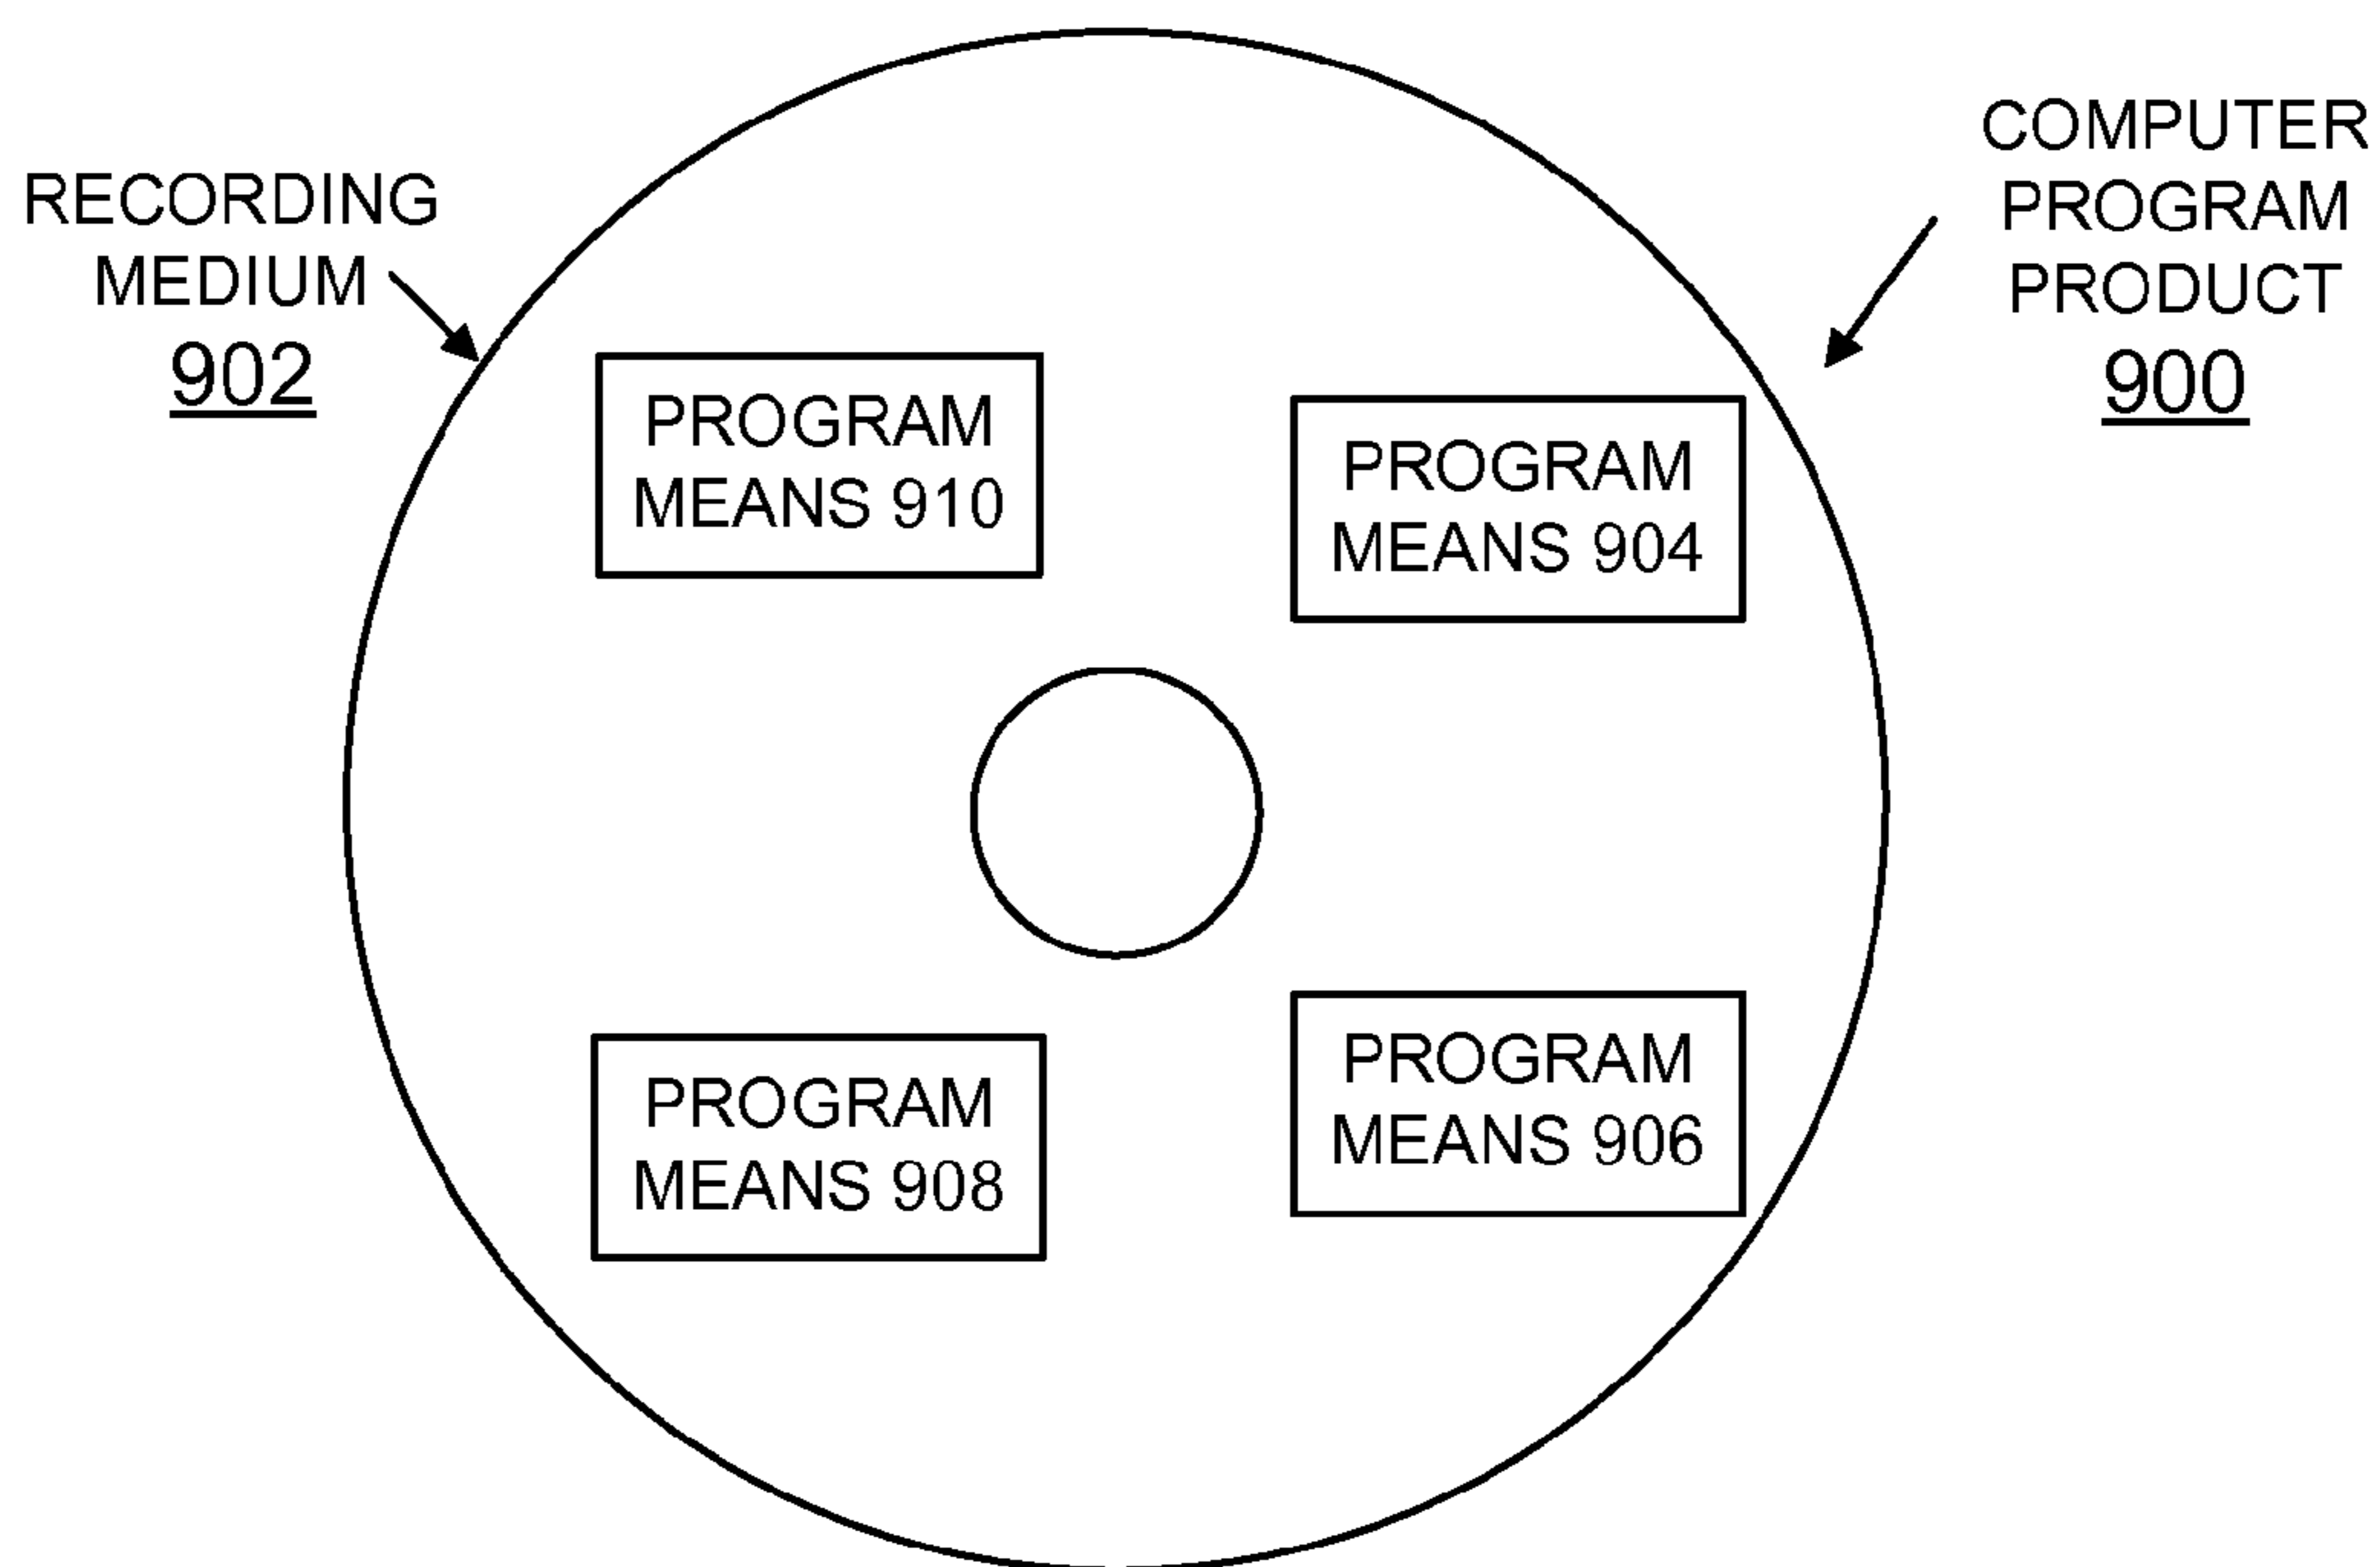 RECORDING
MEDIUM
902
COMPUTER
PROGRAM
PRODUCT
900
PROGRAM
MEANS 910
PROGRAM
MEANS 904
PROGRAM
MEANS 908
PROGRAM
MEANS 906